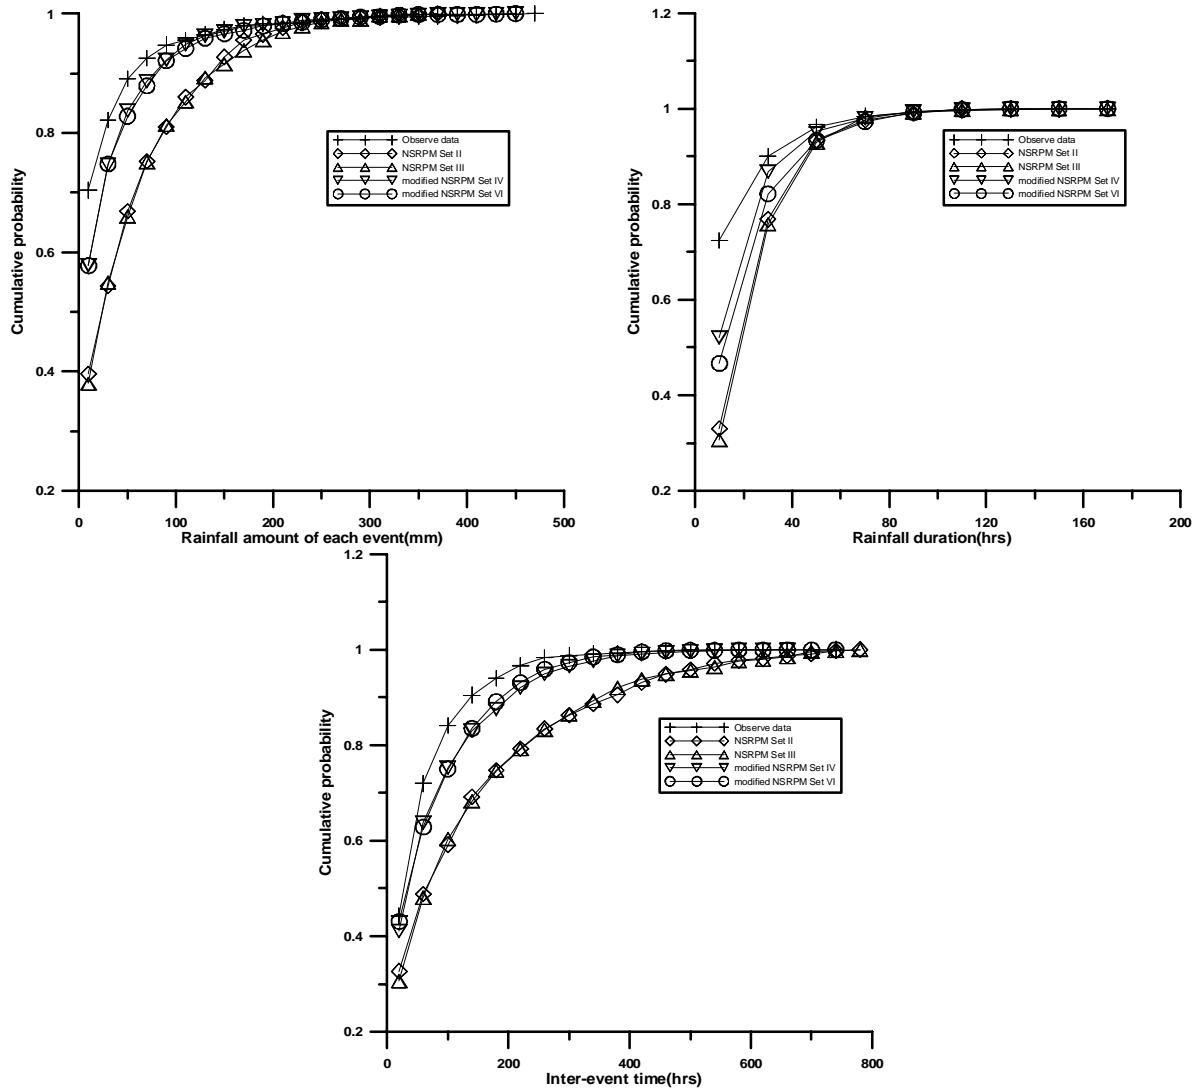 1
0.8
0.6
0.4
0.2
Cumulative probability
0 100 200 300 400 500
Rainfall amount of each event(mm)
Observe data
NSRPM Set II
NSRPM Set III
modified NSRPM Set IV
modified NSRPM Set VI
1.2
1
0.8
0.6
0.4
0.2
Cumulative probability
0 40 80 120 160 200
Rainfall duration(hrs)
Observe data
NSRPM Set II
NSRPM Set III
modified NSRPM Set IV
modified NSRPM Set VI
1.2
1
0.8
0.6
0.4
0.2
Cumulative probability
0 200 400 600 800
Inter-event time(hrs)
Observe data
NSRPM Set II
NSRPM Set III
modified NSRPM Set IV
modified NSRPM Set VI